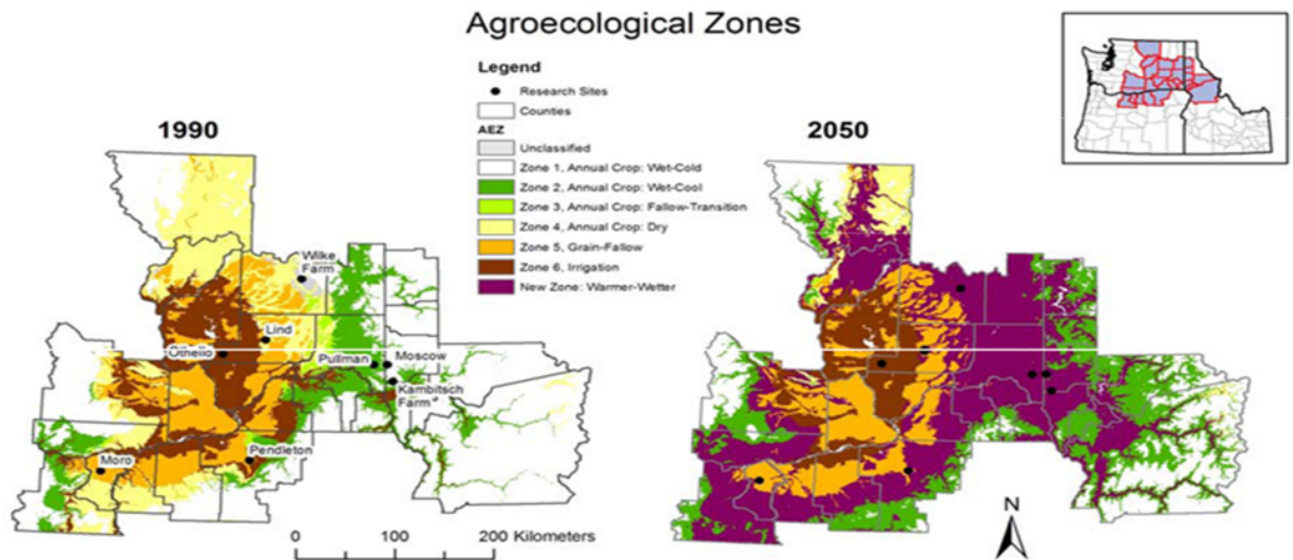 Agroecological Zones
Legend
Research Sites
Counties
AEZ
Unclassified
Zone 1, Annual Crop: Wet-Cold
Zone 2, Annual Crop: Wet-Cool
Zone 3, Annual Crop: Fallow-Transition
Zone 4, Annual Crop: Dry
Zone 5, Grain-Fallow
Zone 6, Irrigation
New Zone: Warmer-Wetter
1990
2050
Wilke
Farm
Lind
Othello
Pullman
Moscow
Kambitsch
Farm
Pendleton
Moro
0 100 200 Kilometers
N